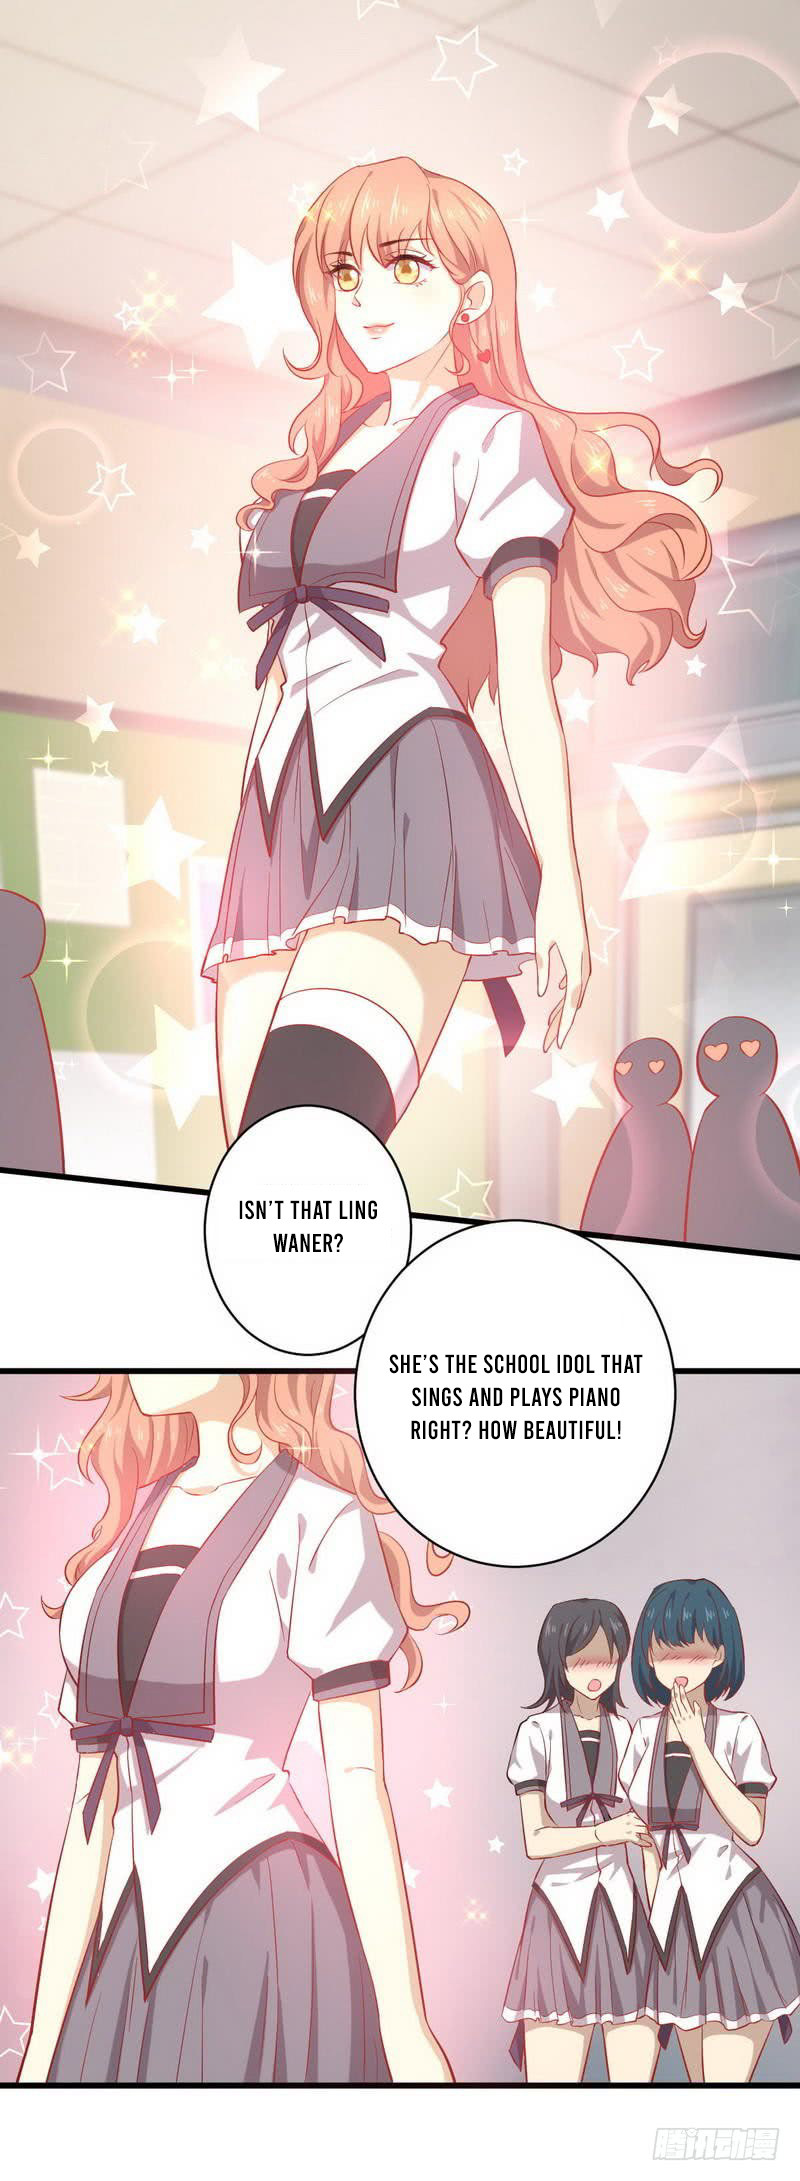 ISN'T THAT LING
WANER?
SHE'S THE SCHOOL IDOL THAT
SINGS AND PLAYS PIANO
RIGHT? HOW BEAUTIFUL!
腾讯动漫